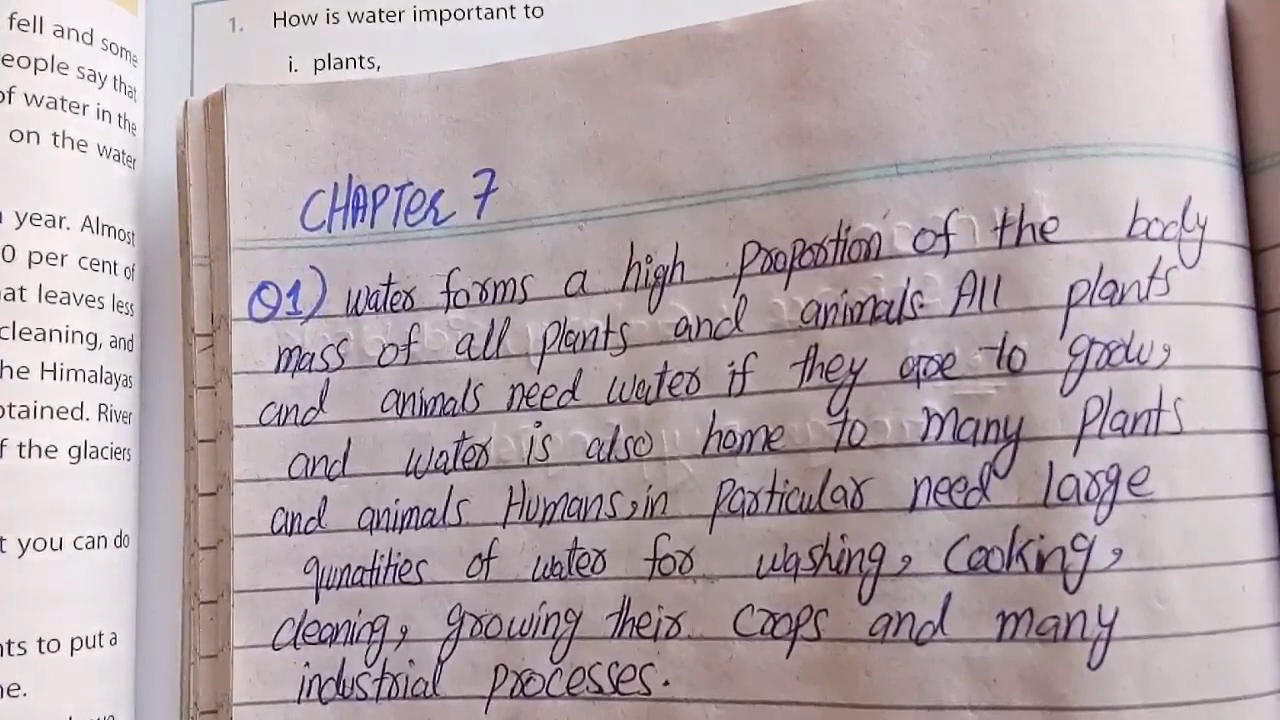 fell and some
eople say that
of water in the
on the water
year. Almost
0 per cent of
at leaves less
cleaning, and
he Himalayas
otained. River
f the glaciers
t you can do
nts to put a
ne.
1. How is water important to
i. plants,
CHAPTER 7
Q1) water forms a high proportion of the body
mass of all plants and animals. All plants
and animals need water if they are to grow,
and water is also home to many plants
and animals. Humans, in particular need large
qunatities of water for washing, cooking,
cleaning, growing their crops and many
industrial processes.